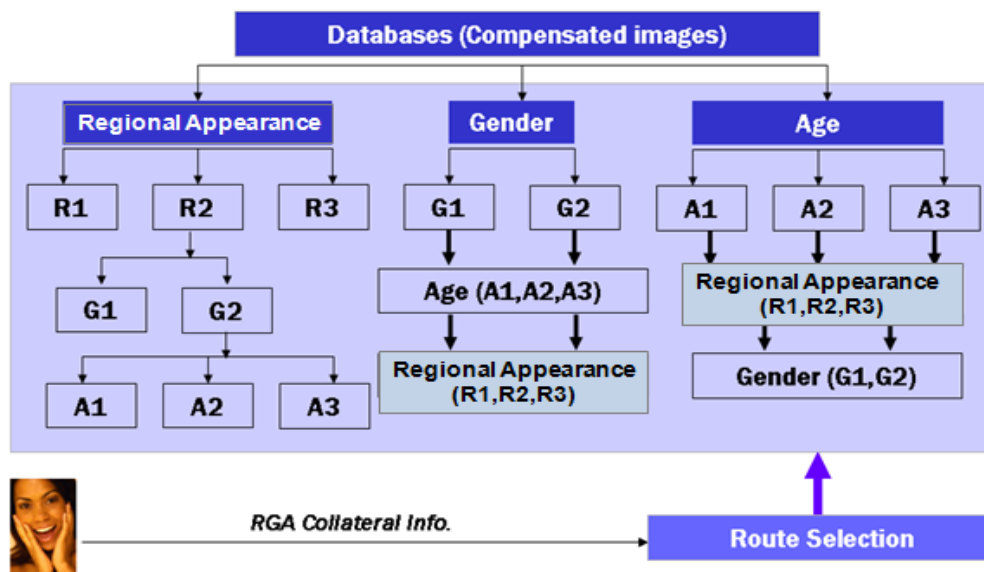 Databases (Compensated images)
Regional Appearance
Gender
Age
R1
R2
R3
G1
G2
A1
A2
A3
G1
G2
Age (A1,A2,A3)
Regional Appearance
(R1,R2,R3)
A1
A2
A3
Regional Appearance
(R1,R2,R3)
Gender (G1,G2)
RGA Collateral Info.
Route Selection